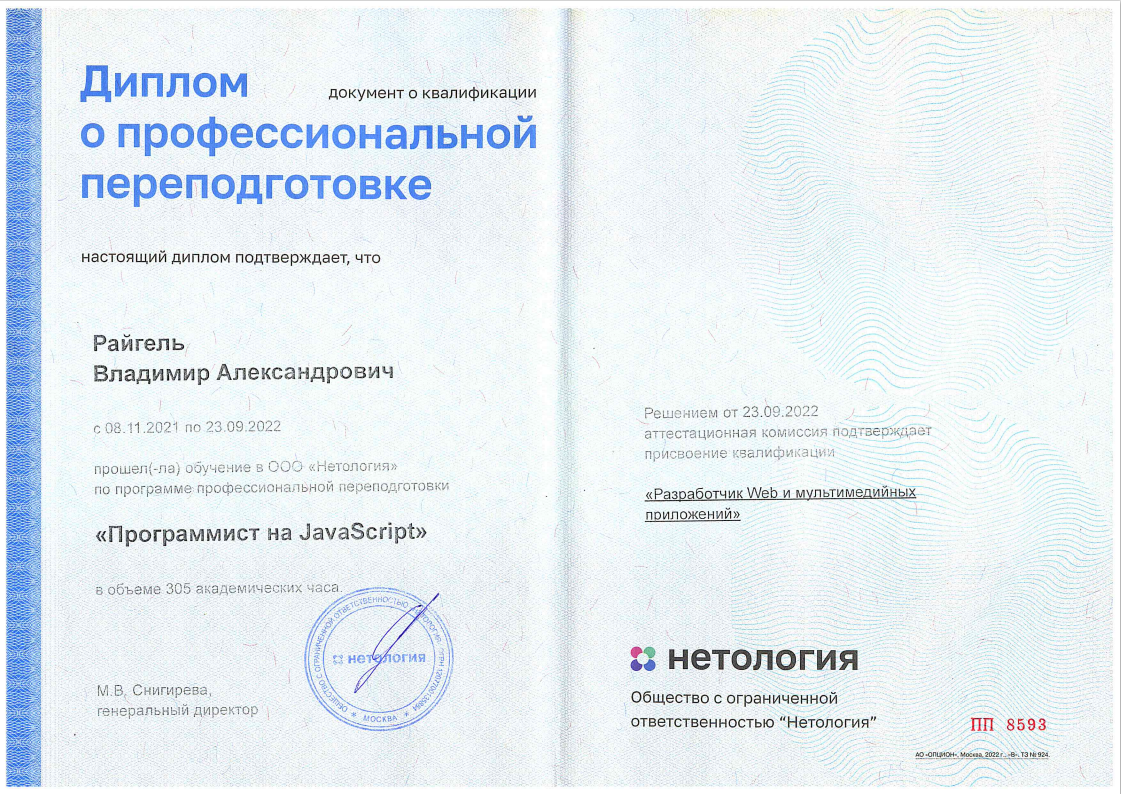 Диплом
документ о квалификации
о профессиональной
переподготовке
настоящий диплом подтверждает, что
Райгель
Владимир Александрович
с 08.11.2021 по 23.09.2022
прошел(-ла) обучение в ООО «Нетология»
по программе профессиональной переподготовки
«Программист на JavaScript»
в объеме 305 академических часа.
ОБЩЕСТВО С ОГРАНИЧЕННОЙ ОТВЕТСТВЕННОСТЬЮ
нетология
МОСКВА
М.В. Снигирева,
генеральный директор
Решением от 23.09.2022
аттестационная комиссия подтверждает
присвоение квалификации
«Разработчик Web и мультимедийных
приложений»
нетология
Общество с ограниченной
ответственностью “Нетология”
ПП 8593
АО «ОПЦИОН», Москва, 2022 г., «В». ТЗ № 924.